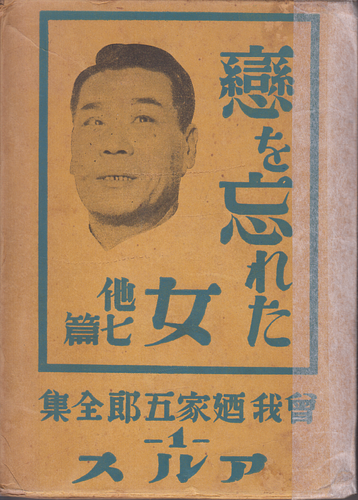 戀を忘れた
女
他七篇
曾我廼家五郎全集
-1-
アルス